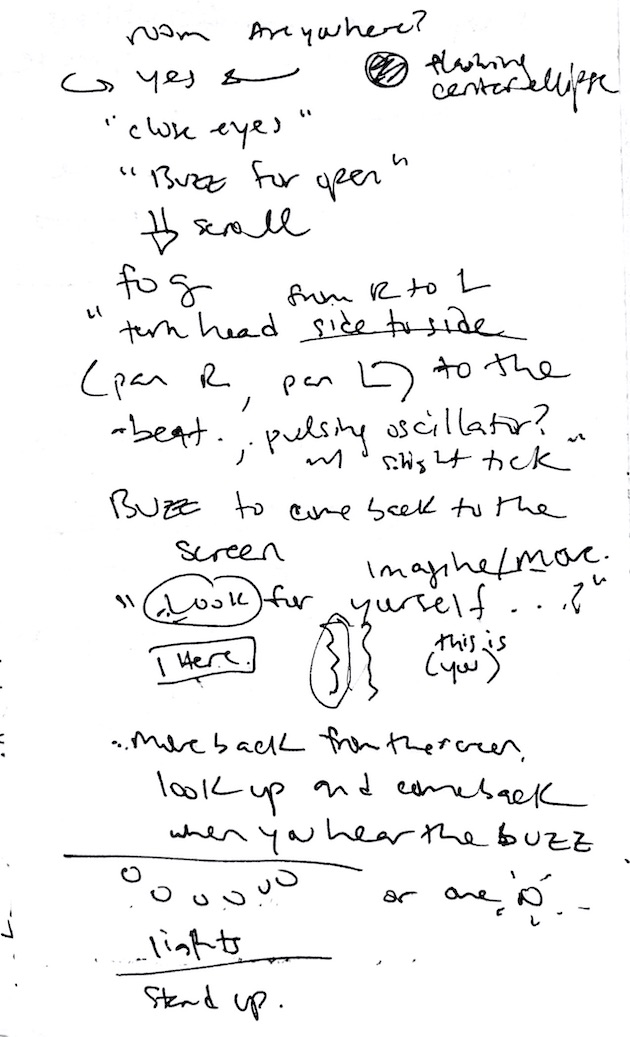 room Anywhere?
yes
flashing
center ellipse
"close eyes"
"Buzz for open"
scroll
fog
from R to L
"turn head side to side
(pan R, pan L) to the
beat., pulsing oscillator?
w/ slight tick"
Buzz to come back to the
screen
imagine/move.
"Look for yourself...?"
I Here.
this is
(you)
..move back from the screen,
look up and come back
when you hear the buzz
or one
lights
Stand up.